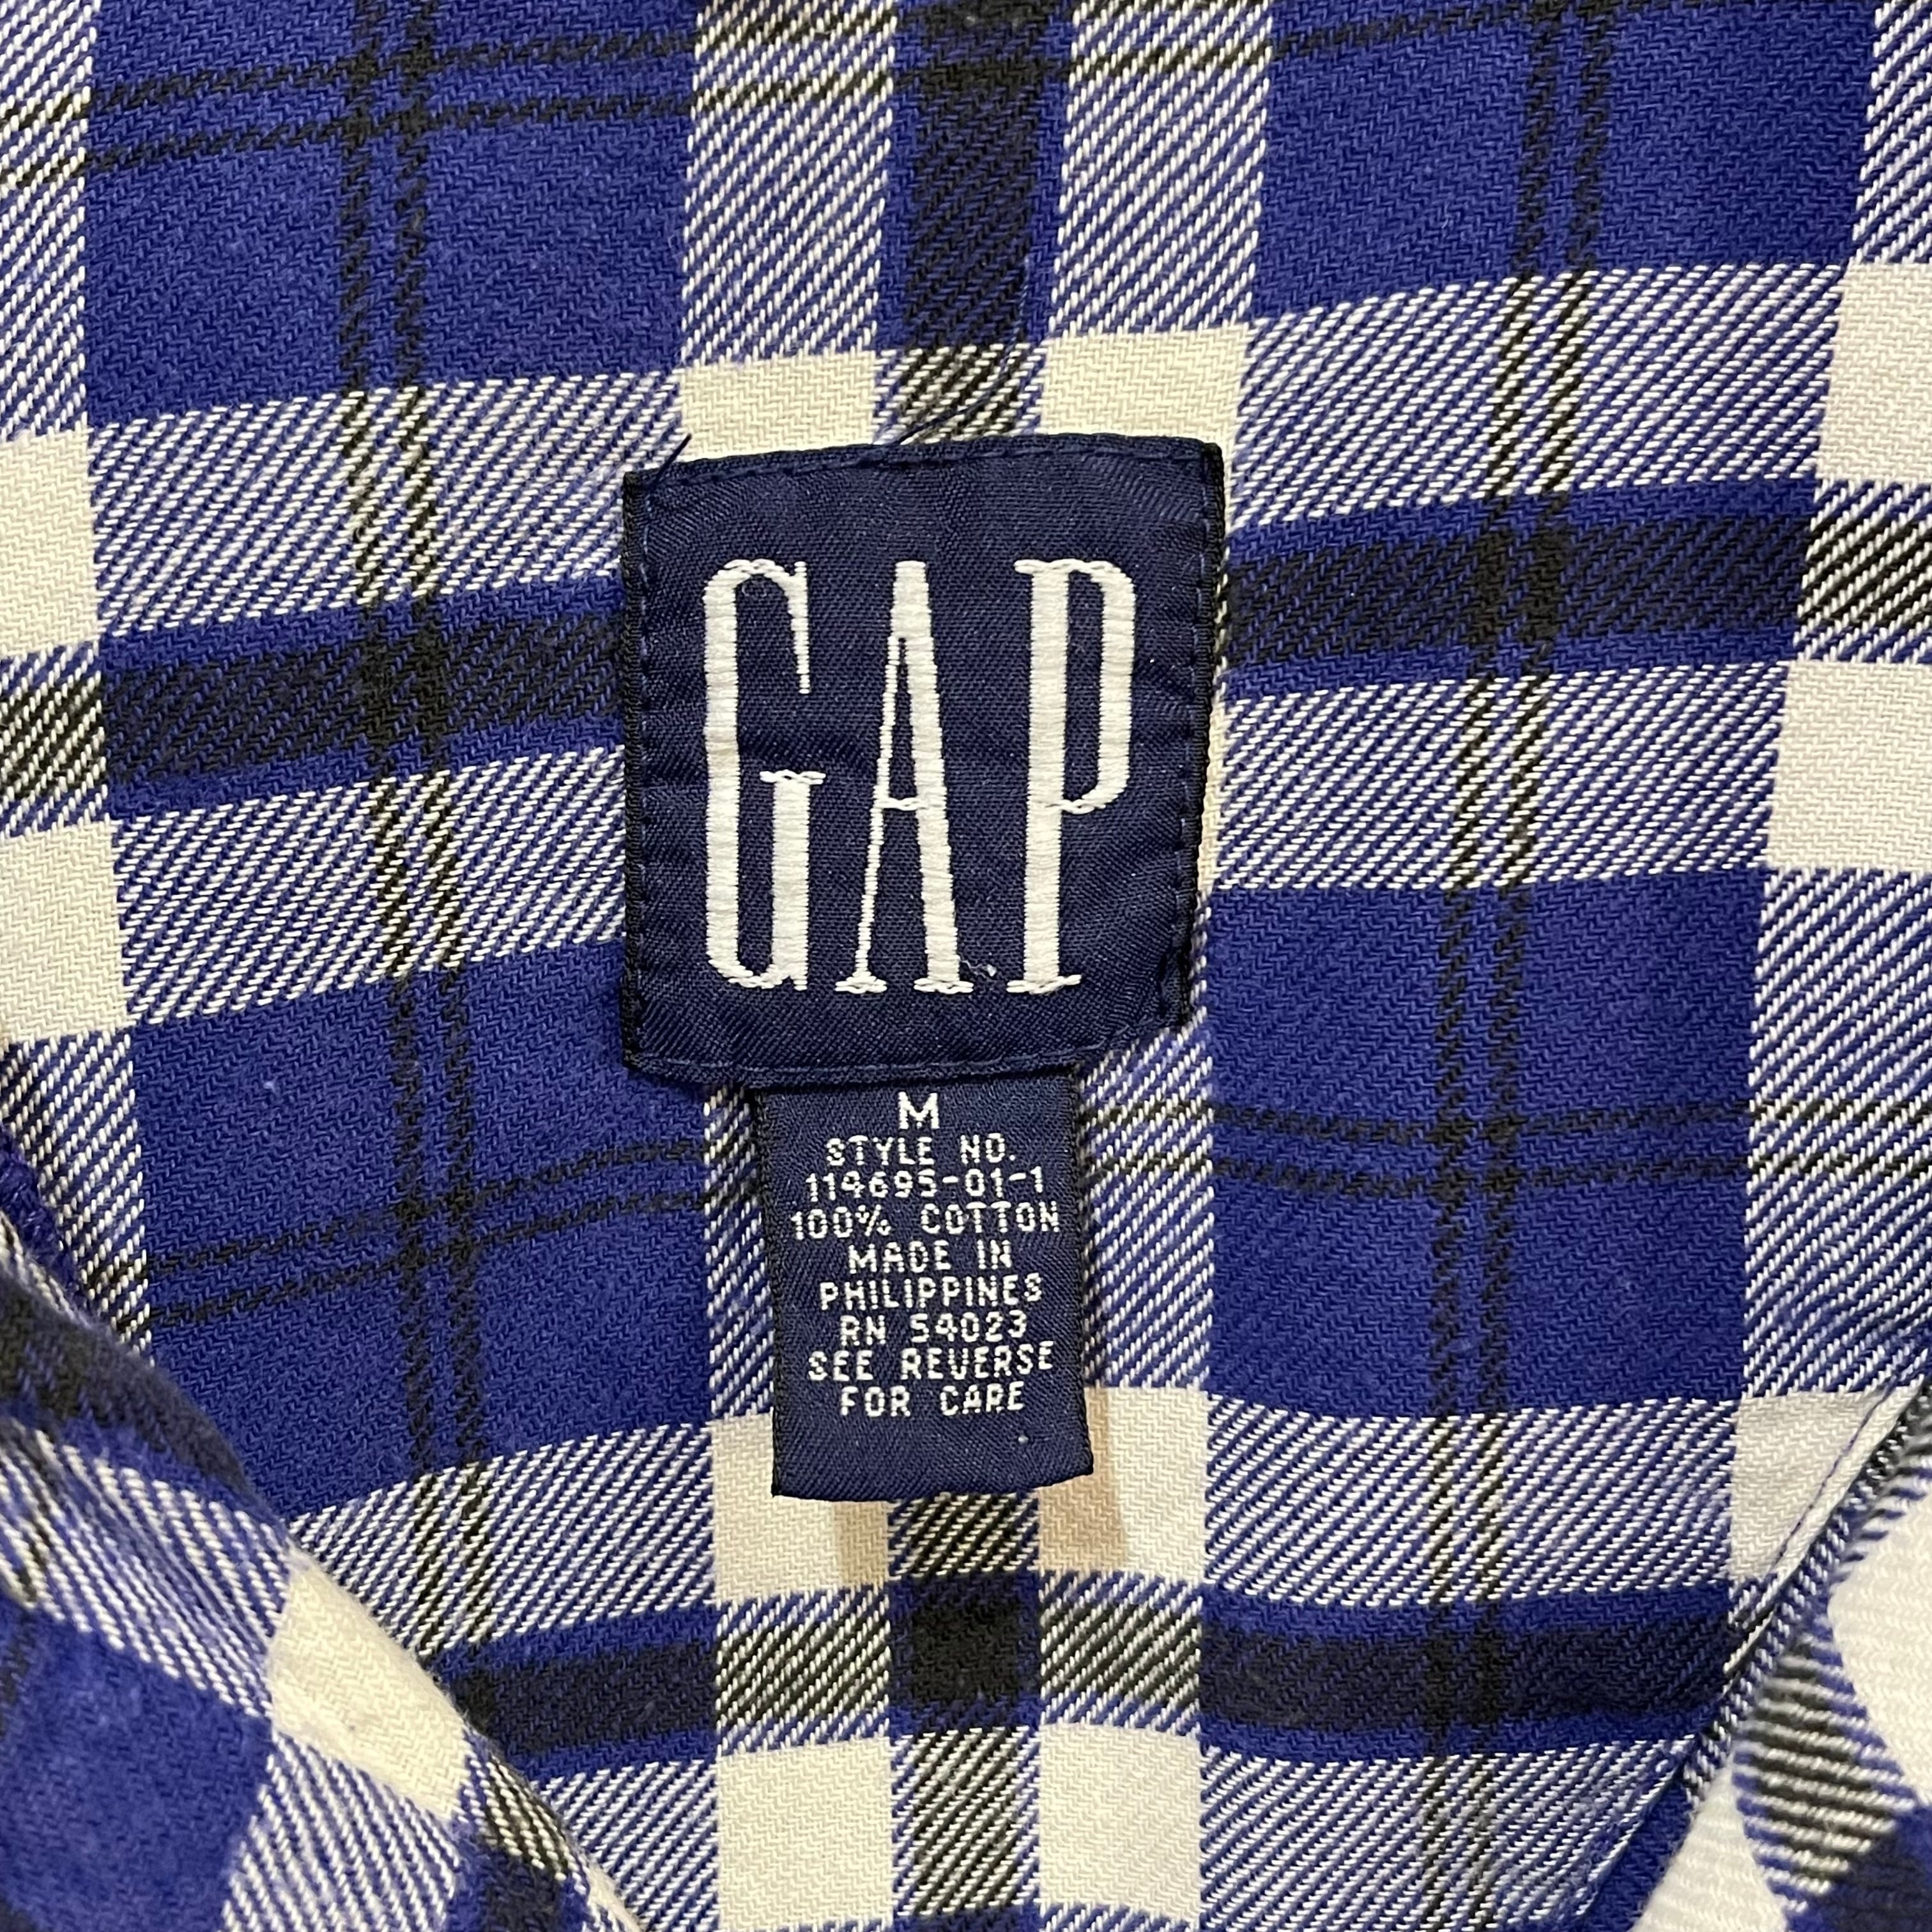 GAP
M
STYLE NO.
114695-01-1
100% COTTON
MADE IN
PHILIPPINES
RN 54023
SEE REVERSE
FOR CARE